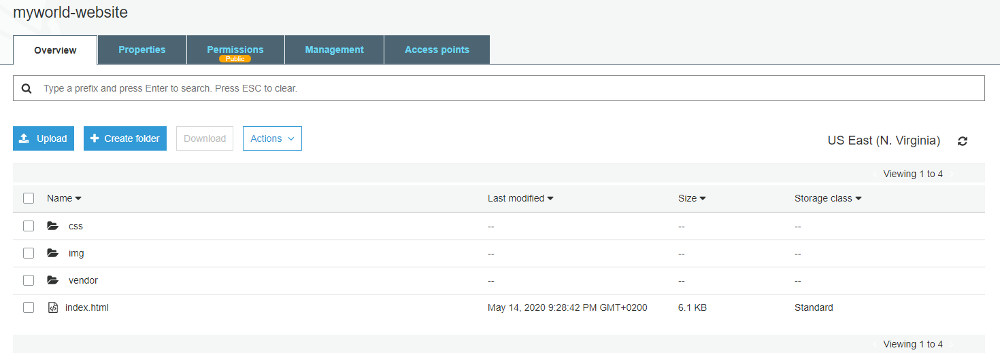 myworld-website
Overview Properties Permissions Management Access points
Public
Type a prefix and press Enter to search. Press ESC to clear.
Upload Create folder Download Actions US East (N. Virginia)
Viewing 1 to 4
Name Last modified Size Storage class
css -- -- --
img -- -- --
vendor -- -- --
index.html May 14, 2020 9:28:42 PM GMT+0200 6.1 KB Standard
Viewing 1 to 4